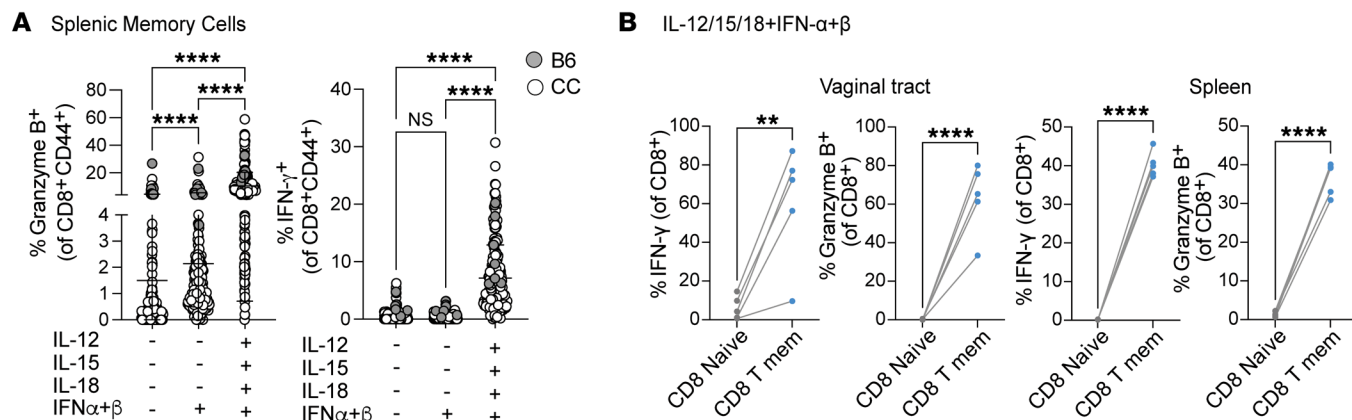 A Splenic Memory Cells
B6
CC
****
****
****
% Granzyme B+
(of CD8+CD44+)
80
60
40
20
4
3
2
1
0
IL-12 - - +
IL-15 - - +
IL-18 - - +
IFNα+β - + +
****
****
NS
% IFN-γ+
(of CD8+CD44+)
40
30
20
10
0
IL-12 - - +
IL-15 - - +
IL-18 - - +
IFNα+β - + +
B IL-12/15/18+IFN-α+β
Vaginal tract
**
% IFN-γ (of CD8+)
100
80
60
40
20
0
CD8 Naive
CD8 T mem
****
% Granzyme B+
(of CD8+)
100
80
60
40
20
0
CD8 Naive
CD8 T mem
Spleen
****
% IFN-γ (of CD8+)
50
40
30
20
10
0
CD8 Naive
CD8 T mem
****
% Granzyme B+
(of CD8+)
50
40
30
20
10
0
CD8 Naive
CD8 T mem